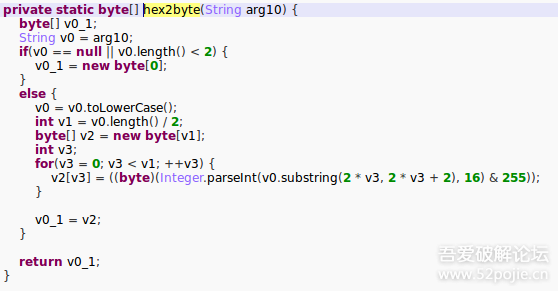 private static byte[] hex2byte(String arg10) {
    byte[] v0_1;
    String v0 = arg10;
    if(v0 == null || v0.length() < 2) {
        v0_1 = new byte[0];
    }
    else {
        v0 = v0.toLowerCase();
        int v1 = v0.length() / 2;
        byte[] v2 = new byte[v1];
        int v3;
        for(v3 = 0; v3 < v1; ++v3) {
            v2[v3] = ((byte)(Integer.parseInt(v0.substring(2 * v3, 2 * v3 + 2), 16) & 255));
        }

        v0_1 = v2;
    }

    return v0_1;
}
吾爱破解论坛
www.52pojie.cn